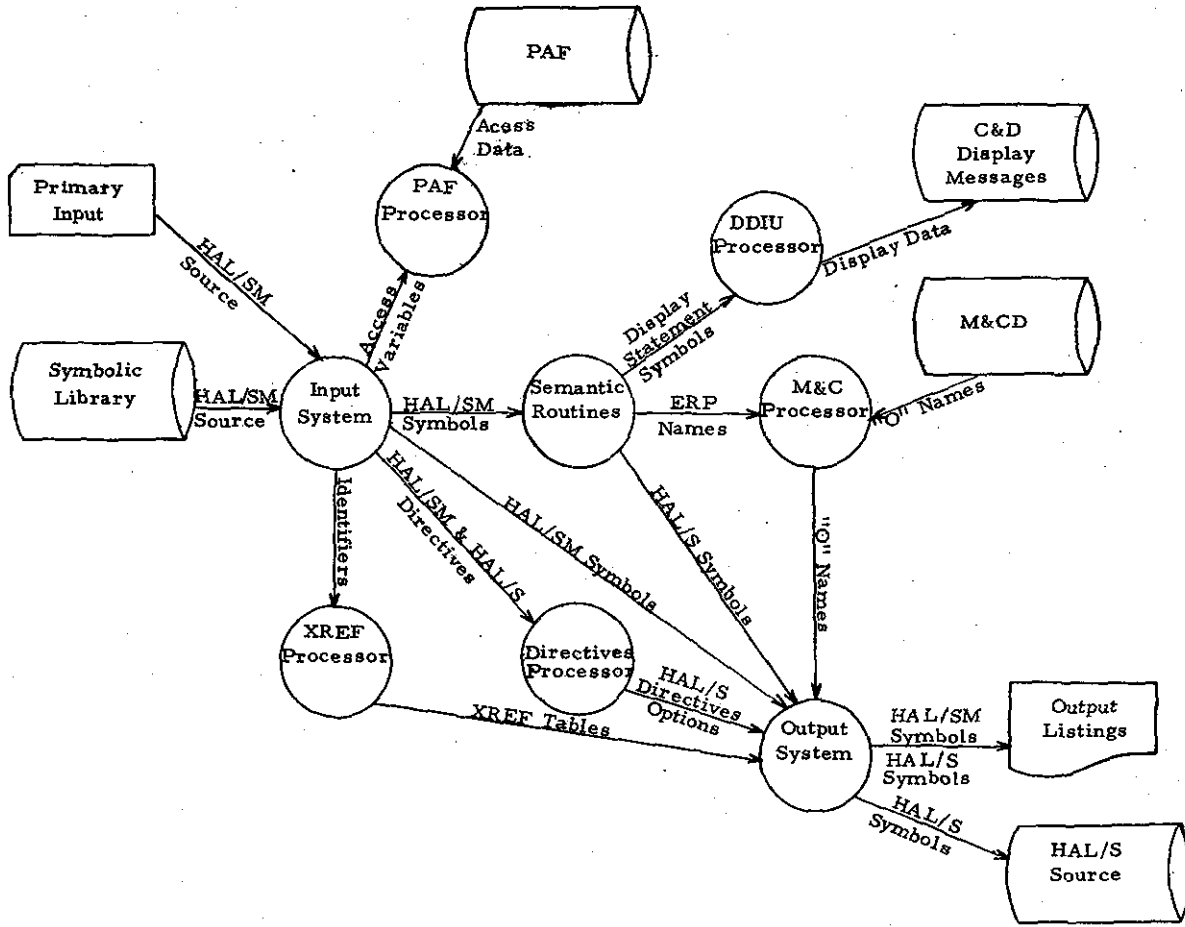 PAF
Acess
Data
C&D
Display
Messages
Primary
Input
PAF
Processor
DDIU
Processor
Display Data
HAL/SM
Source
Access
Variables
Display
Statement
Symbols
M&CD
Symbolic
Library
HAL/SM
Source
Input
System
HAL/SM
Symbols
Semantic
Routines
ERP
Names
M&C
Processor
"O" Names
Identifiers
HAL/SM & HAL/S
Directives
HAL/SM Symbols
HAL/S Symbols
"O" Names
XREF
Processor
Directives
Processor
HAL/S
Directives
Options
XREF Tables
Output
System
HAL/SM
Symbols
HAL/S
Symbols
Output
Listings
HAL/S
Symbols
HAL/S
Source